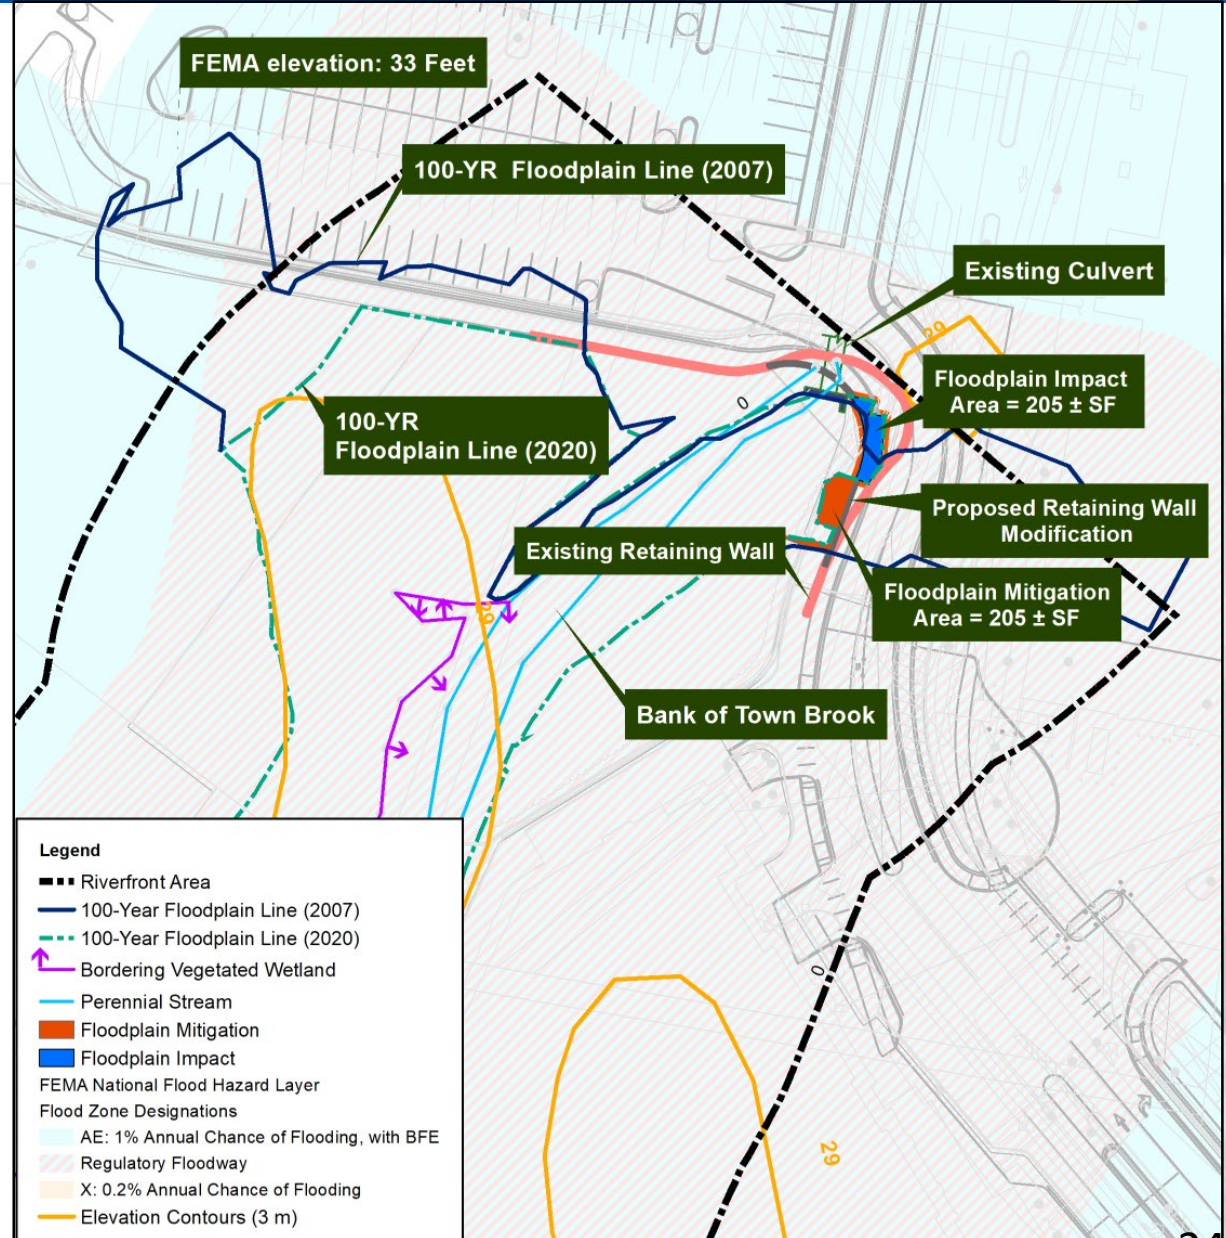 FEMA elevation: 33 Feet
100-YR Floodplain Line (2007)
Existing Culvert
29
Floodplain Impact
Area = 205 ± SF
0
100-YR
Floodplain Line (2020)
Proposed Retaining Wall
Modification
Existing Retaining Wall
Floodplain Mitigation
Area = 205 ± SF
29
Bank of Town Brook
0
29
Legend
Riverfront Area
100-Year Floodplain Line (2007)
100-Year Floodplain Line (2020)
Bordering Vegetated Wetland
Perennial Stream
Floodplain Mitigation
Floodplain Impact
FEMA National Flood Hazard Layer
Flood Zone Designations
AE: 1% Annual Chance of Flooding, with BFE
Regulatory Floodway
X: 0.2% Annual Chance of Flooding
Elevation Contours (3 m)